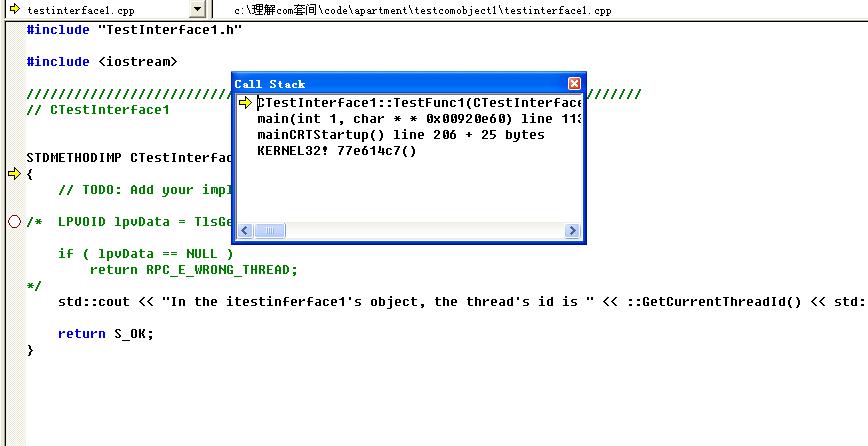 testinterface1.cpp
c:\理解com套间\code\apartment\testcomobject1\testinterface1.cpp
#include "TestInterface1.h"
#include <iostream>
Call Stack
CTestInterface1::TestFunc1(CTestInterface
main(int 1, char * * 0x00920e60) line 113
mainCRTStartup() line 206 + 25 bytes
KERNEL32! 77e614c7()
/////////////////////////////////////////////////////////////////////////////
// CTestInterface1
STDMETHODIMP CTestInterfac
{
// TODO: Add your impl
/* LPVOID lpvData = TlsGe
if ( lpvData == NULL )
return RPC_E_WRONG_THREAD;
*/
std::cout << "In the itestinferface1's object, the thread's id is " << ::GetCurrentThreadId() << std:
return S_OK;
}